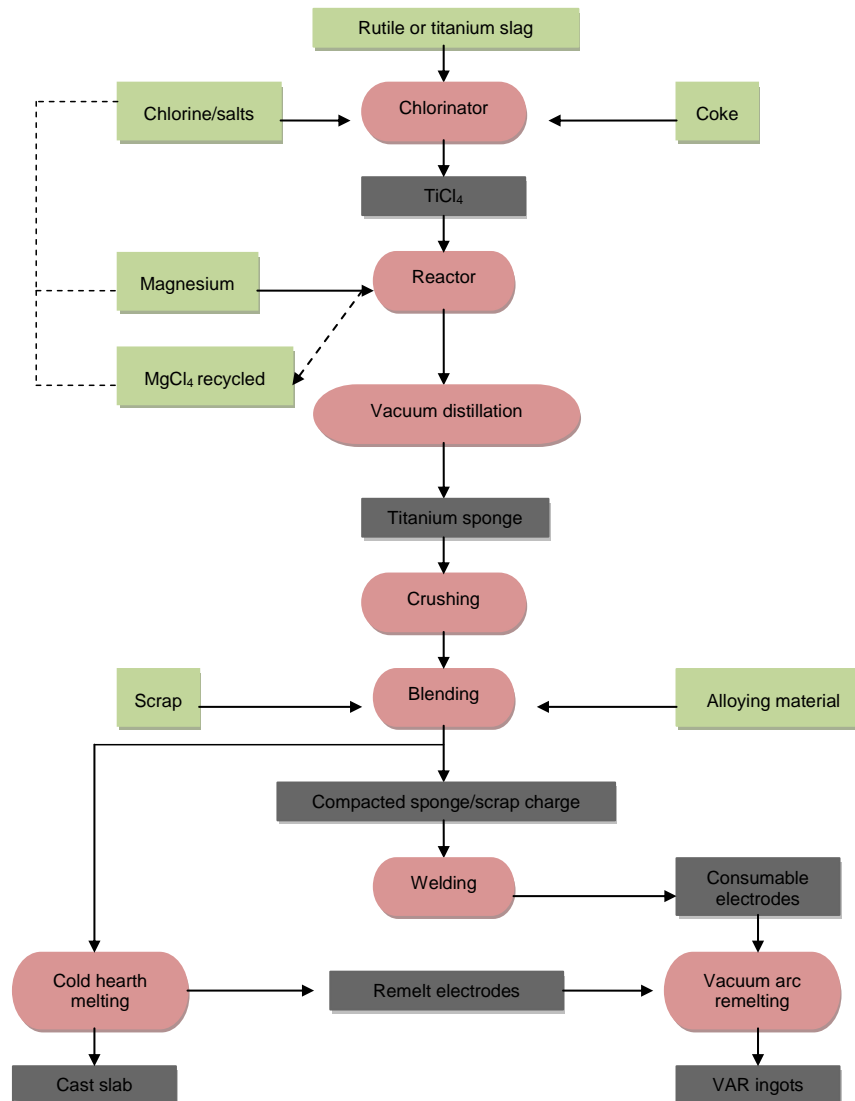 Rutile or titanium slag
Chlorine/salts
Chlorinator
Coke
TiCl₄
Magnesium
Reactor
MgCl₄ recycled
Vacuum distillation
Titanium sponge
Crushing
Scrap
Blending
Alloying material
Compacted sponge/scrap charge
Welding
Consumable
electrodes
Cold hearth
melting
Remelt electrodes
Vacuum arc
remelting
Cast slab
VAR ingots